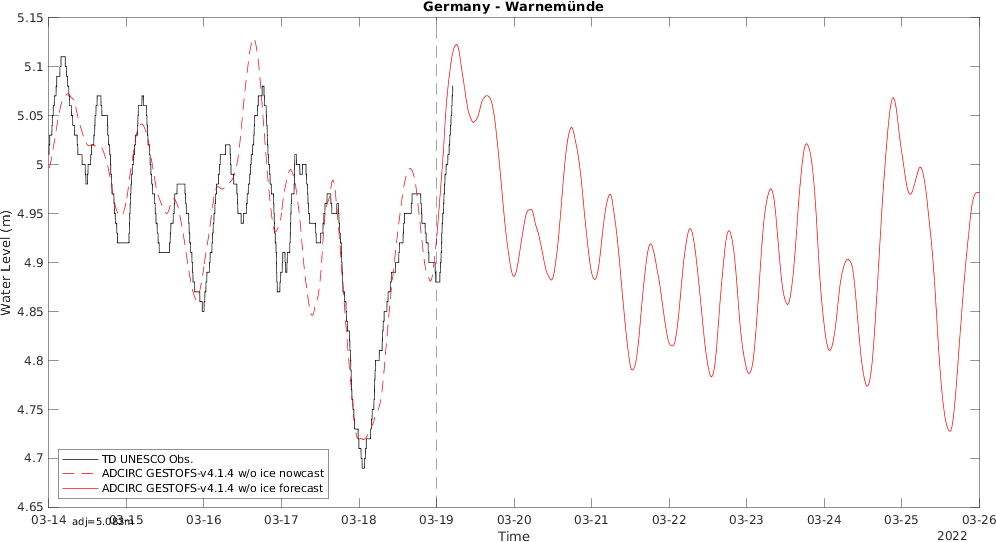 Germany - Warnemünde
5.15
5.1
5.05
5
4.95
4.9
4.85
4.8
4.75
4.7
4.65
Water Level (m)
TD UNESCO Obs.
ADCIRC GESTOFS-v4.1.4 w/o ice nowcast
ADCIRC GESTOFS-v4.1.4 w/o ice forecast
03-14 03-15 03-16 03-17 03-18 03-19 03-20 03-21 03-22 03-23 03-24 03-25 03-26
adj=5.083m
Time
2022